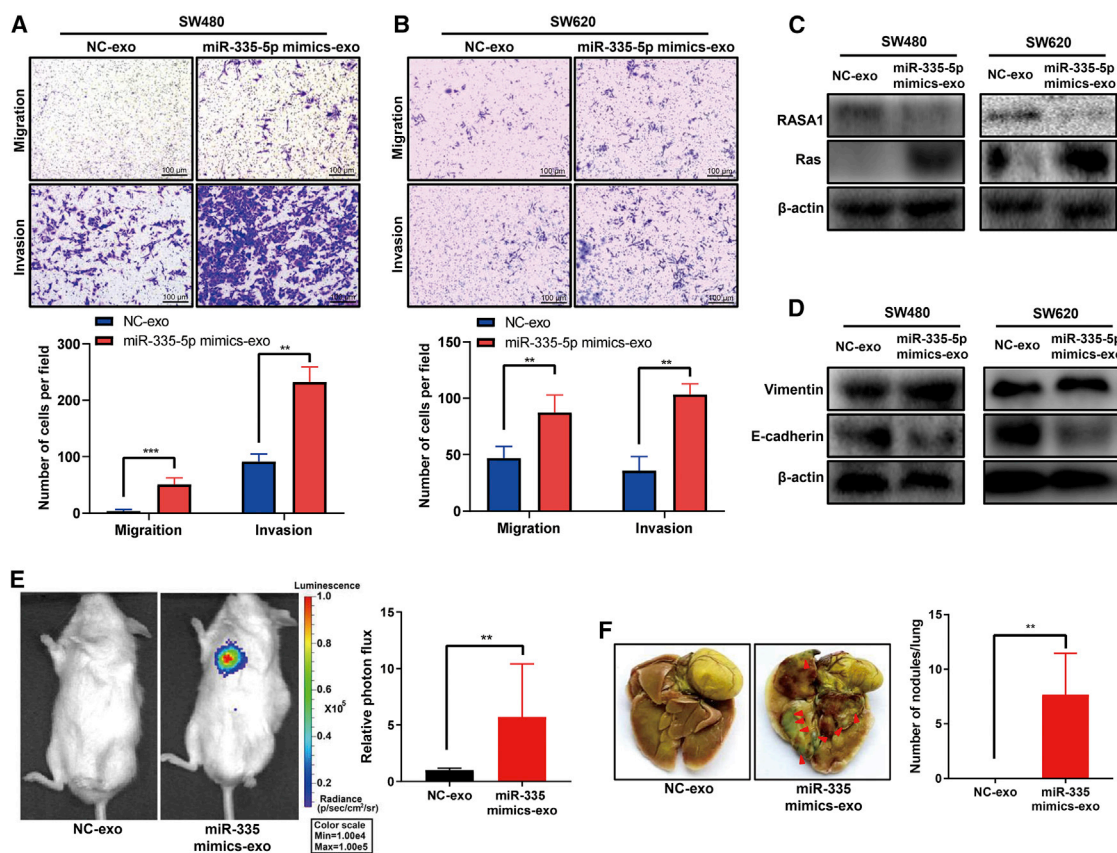 A
SW480
NC-exo
miR-335-5p mimics-exo
Migration
100 μm
100 μm
Invasion
100 μm
100 μm
NC-exo
miR-335-5p mimics-exo
Number of cells per field
300
200
100
0
***
**
Migraition
Invasion
B
SW620
NC-exo
miR-335-5p mimics-exo
Migration
100 μm
100 μm
Invasion
100 μm
100 μm
NC-exo
miR-335-5p mimics-exo
Number of cells per field
150
100
50
0
**
**
Migration
Invasion
C
SW480
SW620
NC-exo
miR-335-5p
mimics-exo
NC-exo
miR-335-5p
mimics-exo
RASA1
Ras
β-actin
D
SW480
SW620
NC-exo
miR-335-5p
mimics-exo
NC-exo
miR-335-5p
mimics-exo
Vimentin
E-cadherin
β-actin
E
Luminescence
1.0
0.8
0.6
X10⁵
0.4
0.2
Radiance
(p/sec/cm²/sr)
Color scale
Min=1.00e4
Max=1.00e5
NC-exo
miR-335
mimics-exo
Relative photon flux
15
10
5
0
**
NC-exo
miR-335
mimics-exo
F
NC-exo
miR-335
mimics-exo
Number of nodules/lung
15
10
5
0
**
NC-exo
miR-335
mimics-exo